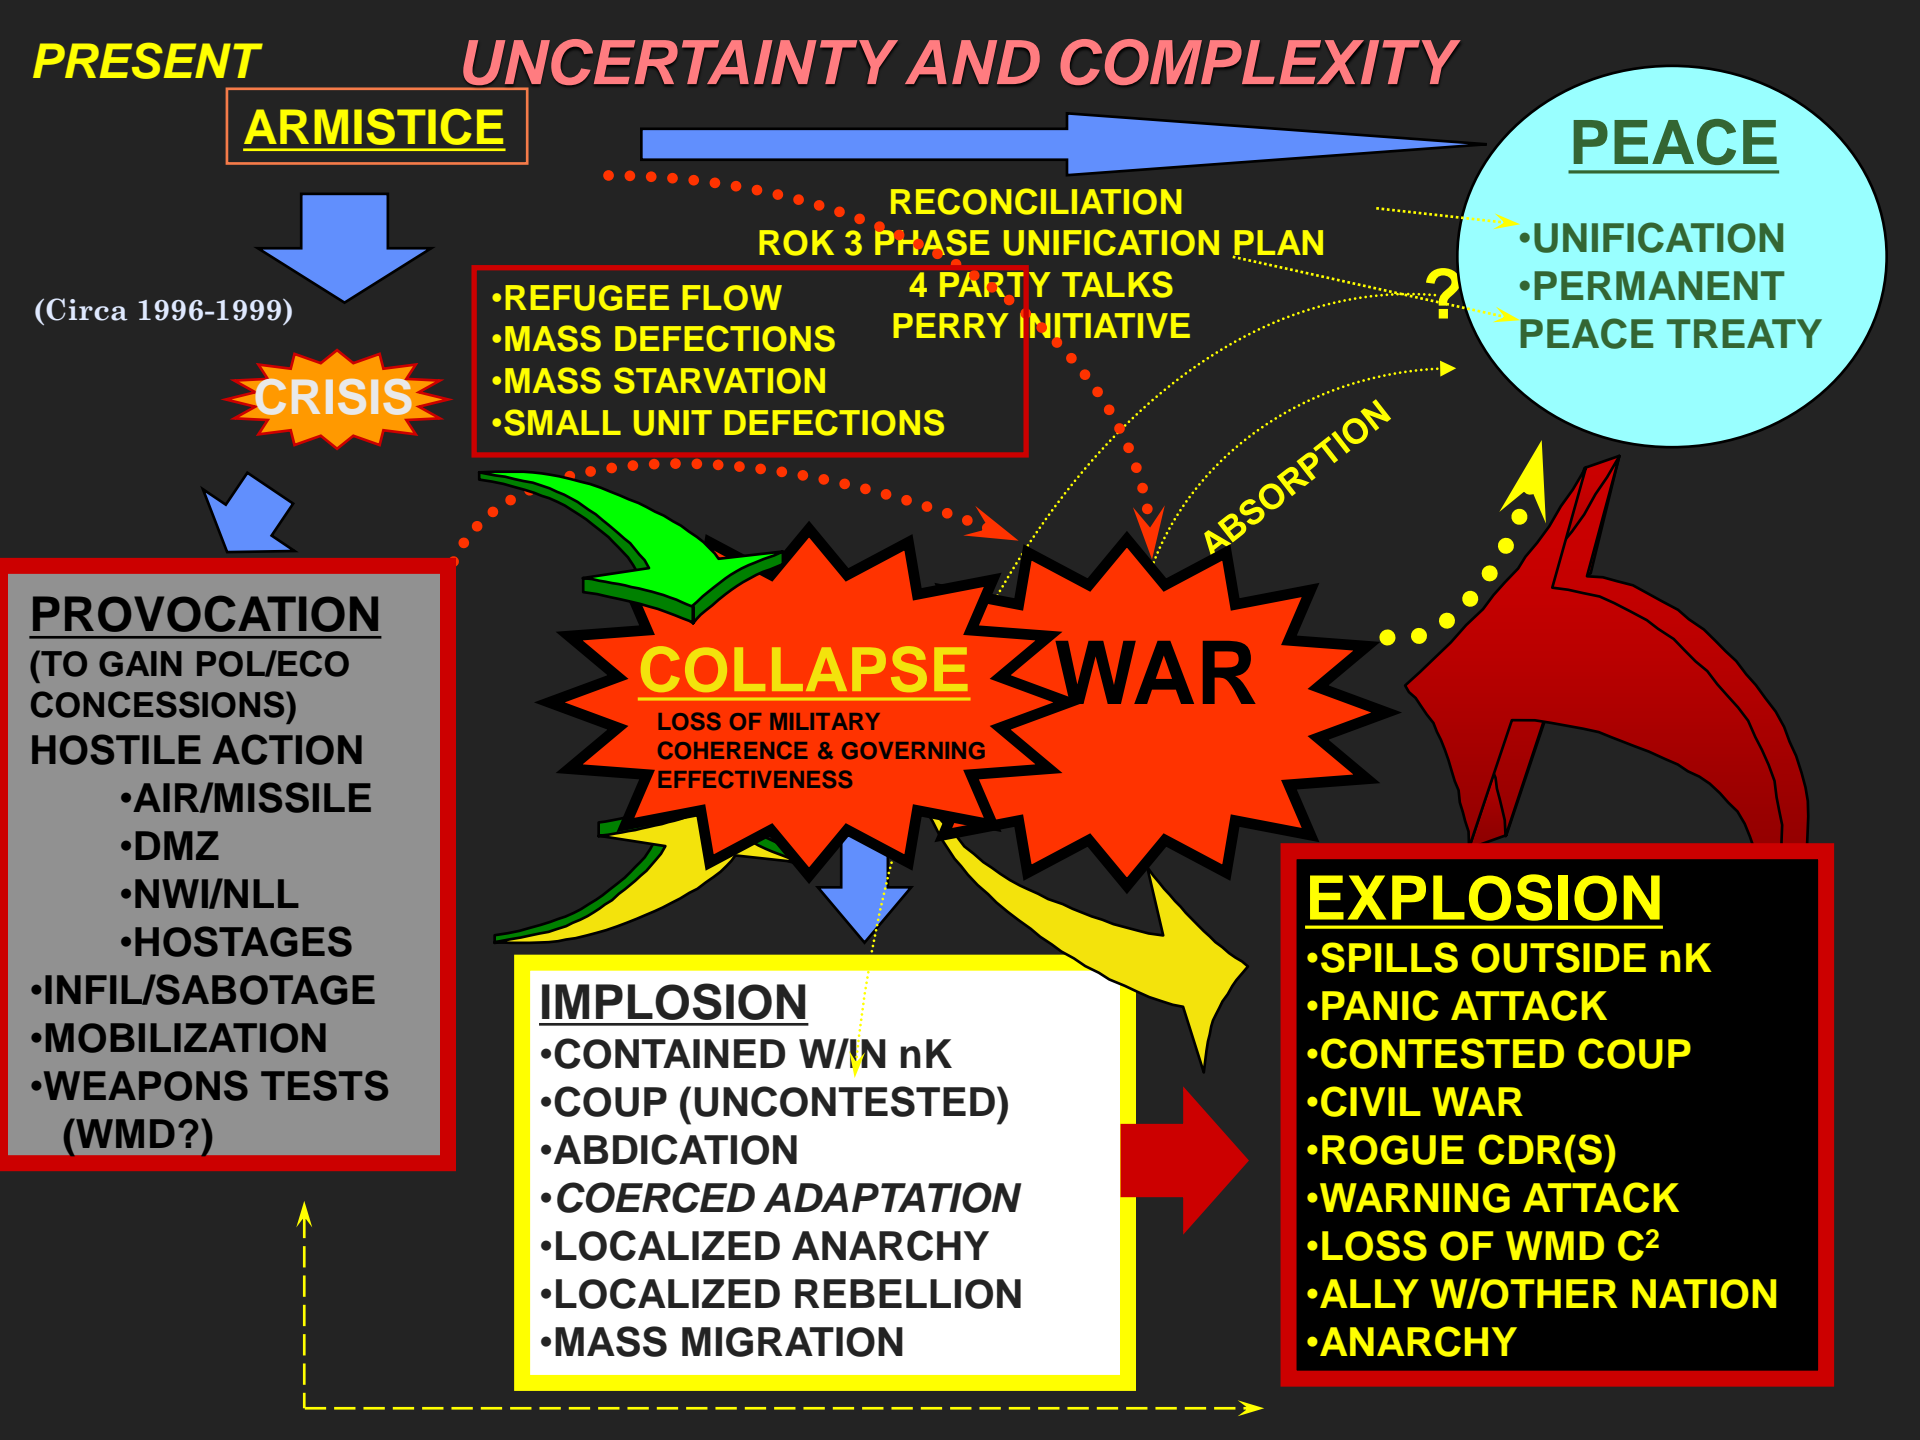 PRESENT
UNCERTAINTY AND COMPLEXITY
ARMISTICE
PEACE
•UNIFICATION
•PERMANENT
PEACE TREATY
RECONCILIATION
ROK 3 PHASE UNIFICATION PLAN
4 PARTY TALKS
PERRY INITIATIVE
?
(Circa 1996-1999)
•REFUGEE FLOW
•MASS DEFECTIONS
•MASS STARVATION
•SMALL UNIT DEFECTIONS
CRISIS
ABSORPTION
PROVOCATION
(TO GAIN POL/ECO
CONCESSIONS)
HOSTILE ACTION
•AIR/MISSILE
•DMZ
•NWI/NLL
•HOSTAGES
•INFIL/SABOTAGE
•MOBILIZATION
•WEAPONS TESTS
(WMD?)
COLLAPSE
LOSS OF MILITARY
COHERENCE & GOVERNING
EFFECTIVENESS
WAR
IMPLOSION
•CONTAINED W/IN nK
•COUP (UNCONTESTED)
•ABDICATION
•COERCED ADAPTATION
•LOCALIZED ANARCHY
•LOCALIZED REBELLION
•MASS MIGRATION
EXPLOSION
•SPILLS OUTSIDE nK
•PANIC ATTACK
•CONTESTED COUP
•CIVIL WAR
•ROGUE CDR(S)
•WARNING ATTACK
•LOSS OF WMD C²
•ALLY W/OTHER NATION
•ANARCHY